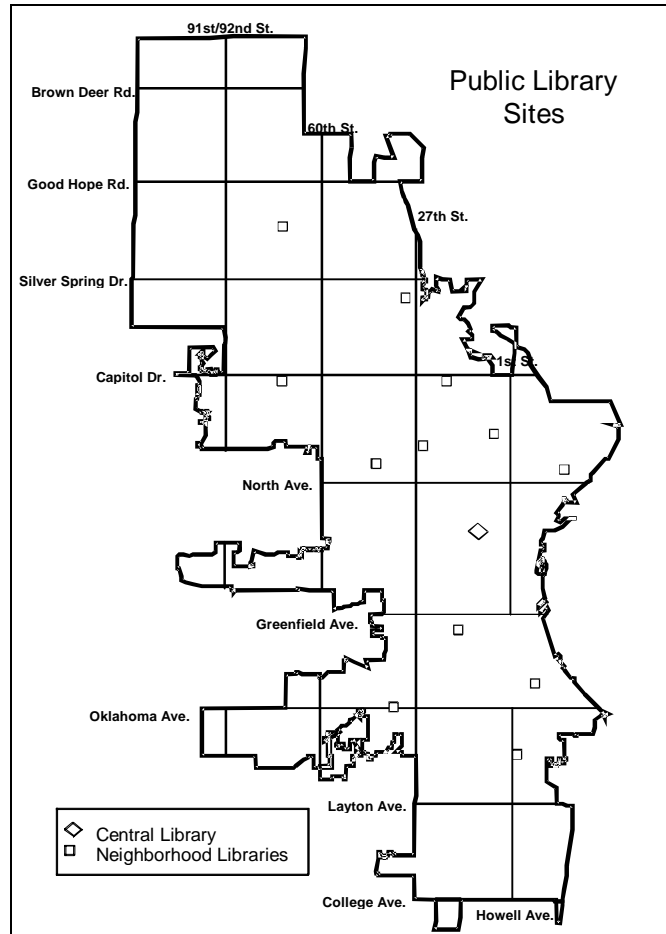 91st/92nd St.
Public Library
Sites
Brown Deer Rd.
60th St.
Good Hope Rd.
27th St.
Silver Spring Dr.
1st St.
Capitol Dr.
North Ave.
Greenfield Ave.
Oklahoma Ave.
Layton Ave.
Central Library
Neighborhood Libraries
College Ave.
Howell Ave.